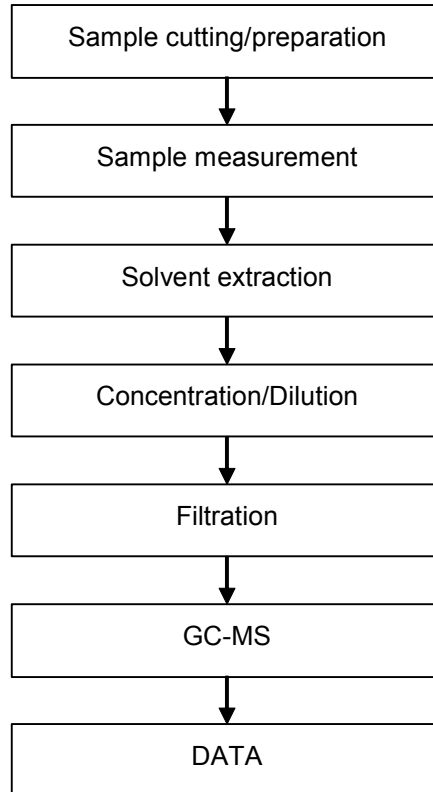 Sample cutting/preparation
Sample measurement
Solvent extraction
Concentration/Dilution
Filtration
GC-MS
DATA